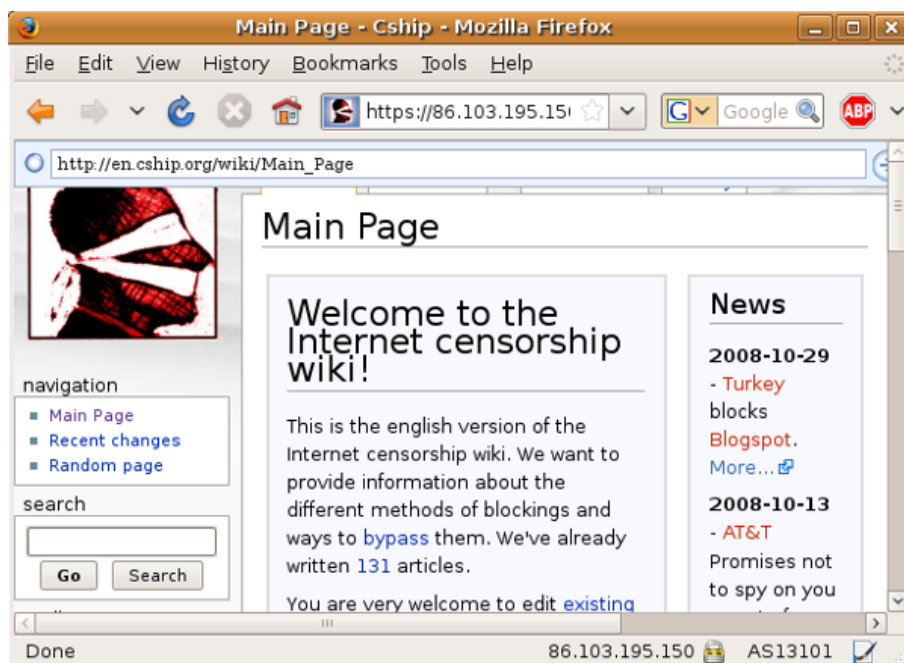 Main Page - Cship - Mozilla Firefox
File Edit View History Bookmarks Tools Help
https://86.103.195.15
G Google ABP
http://en.cship.org/wiki/Main_Page
Main Page
navigation
Main Page
Recent changes
Random page
search
Go Search
Welcome to the
Internet censorship
wiki!
This is the english version of the
Internet censorship wiki. We want to
provide information about the
different methods of blockings and
ways to bypass them. We've already
written 131 articles.
You are very welcome to edit existing
News
2008-10-29
- Turkey
blocks
Blogspot.
More...
2008-10-13
- AT&T
Promises not
to spy on you
Done 86.103.195.150 AS13101